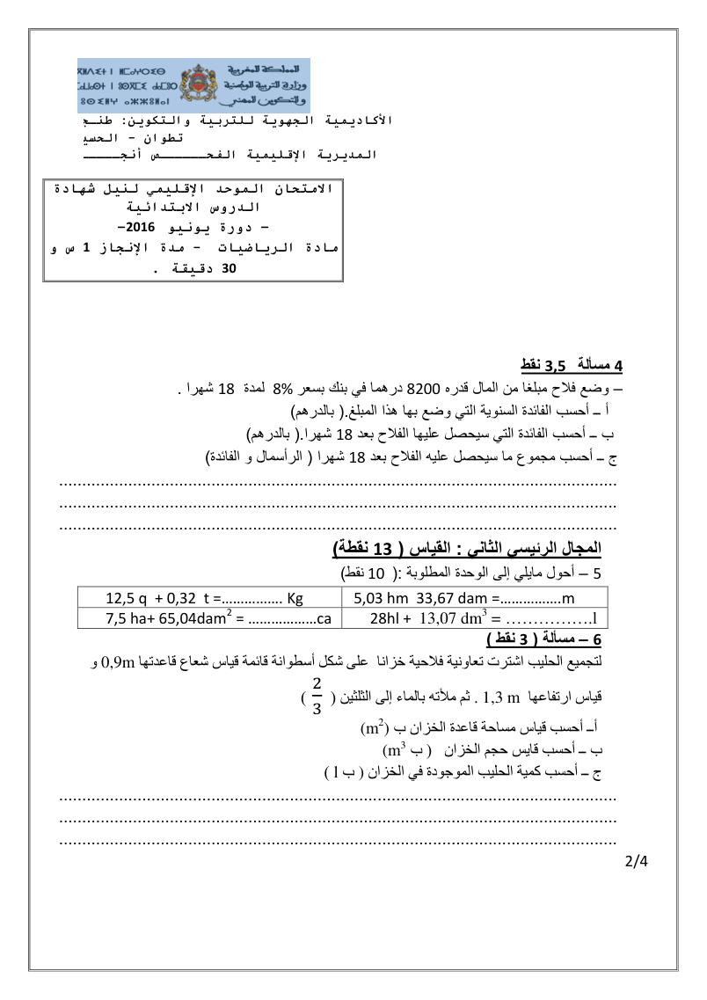 المملكة المغربية
وزارة التربية الوطنية
والتكوين المهني
الأكاديمية الجهوية للتربية والتكوين: طنـج
تطوان – الحسي
المديرية الإقليمية الفحــــــص أنجـــــــ
الامتحان الموحد الإقليمي لنيل شهادة
الدروس الابتدائية
– دورة يونيو 2016–
مادة الرياضيات – مدة الإنجاز 1 س و
30 دقيقة .
4 مسألة 3,5 نقط
– وضع فلاح مبلغا من المال قدره 8200 درهما في بنك بسعر 8% لمدة 18 شهرا .
أ – أحسب الفائدة السنوية التي وضع بها هذا المبلغ.( بالدرهم)
ب – أحسب الفائدة التي سيحصل عليها الفلاح بعد 18 شهرا.( بالدرهم)
ج – أحسب مجموع ما سيحصل عليه الفلاح بعد 18 شهرا ( الرأسمال و الفائدة)
........................................................................................................................
........................................................................................................................
........................................................................................................................
المجال الرئيسي الثاني : القياس ( 13 نقطة)
5 – أحول مايلي إلى الوحدة المطلوبة :( 10 نقط)
12,5 q + 0,32 t =……………. Kg 5,03 hm 33,67 dam =…………….m
7,5 ha+ 65,04dam² = ………………ca 28hl + 13,07 dm³ = …………….l
6 – مسألة ( 3 نقط )
لتجميع الحليب اشترت تعاونية فلاحية خزانا على شكل أسطوانة قائمة قياس شعاع قاعدتها 0,9m و
قياس ارتفاعها 1,3 m . ثم ملأته بالماء إلى الثلثين ( 2/3 )
أ– أحسب قياس مساحة قاعدة الخزان ب (m²)
ب – أحسب قايس حجم الخزان ( ب m³)
ج – أحسب كمية الحليب الموجودة في الخزان ( ب l )
........................................................................................................................
........................................................................................................................
........................................................................................................................
2/4